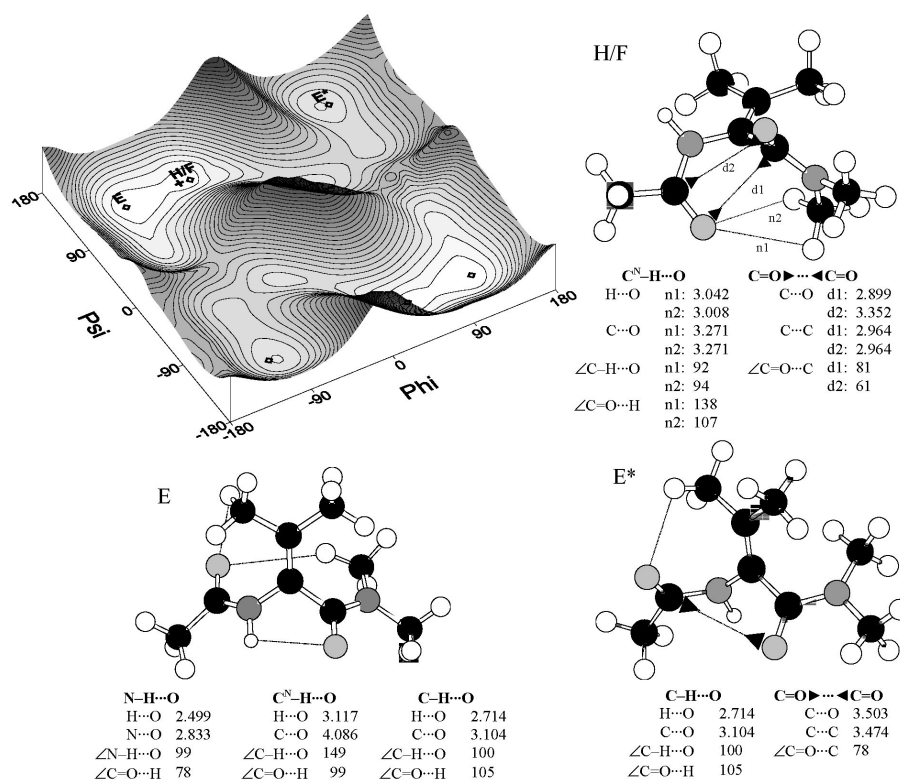 E*
H/F
E
180
90
0
-90
-180
Psi
-180
-90
0
90
180
Phi
H/F
d2
d1
n2
n1
Cᴺ–H···O C=O▶···◀C=O
H···O n1: 3.042 C···O d1: 2.899
n2: 3.008 d2: 3.352
C···O n1: 3.271 C···C d1: 2.964
n2: 3.271 d2: 2.964
∠C–H···O n1: 92 ∠C=O···C d1: 81
n2: 94 d2: 61
∠C=O···H n1: 138
n2: 107
E
N–H···O Cᴺ–H···O C–H···O
H···O 2.499 H···O 3.117 H···O 2.714
N···O 2.833 C···O 4.086 C···O 3.104
∠N–H···O 99 ∠C–H···O 149 ∠C–H···O 100
∠C=O···H 78 ∠C=O···H 99 ∠C=O···H 105
E*
C–H···O C=O▶···◀C=O
H···O 2.714 C···O 3.503
C···O 3.104 C···C 3.474
∠C–H···O 100 ∠C=O···C 78
∠C=O···H 105